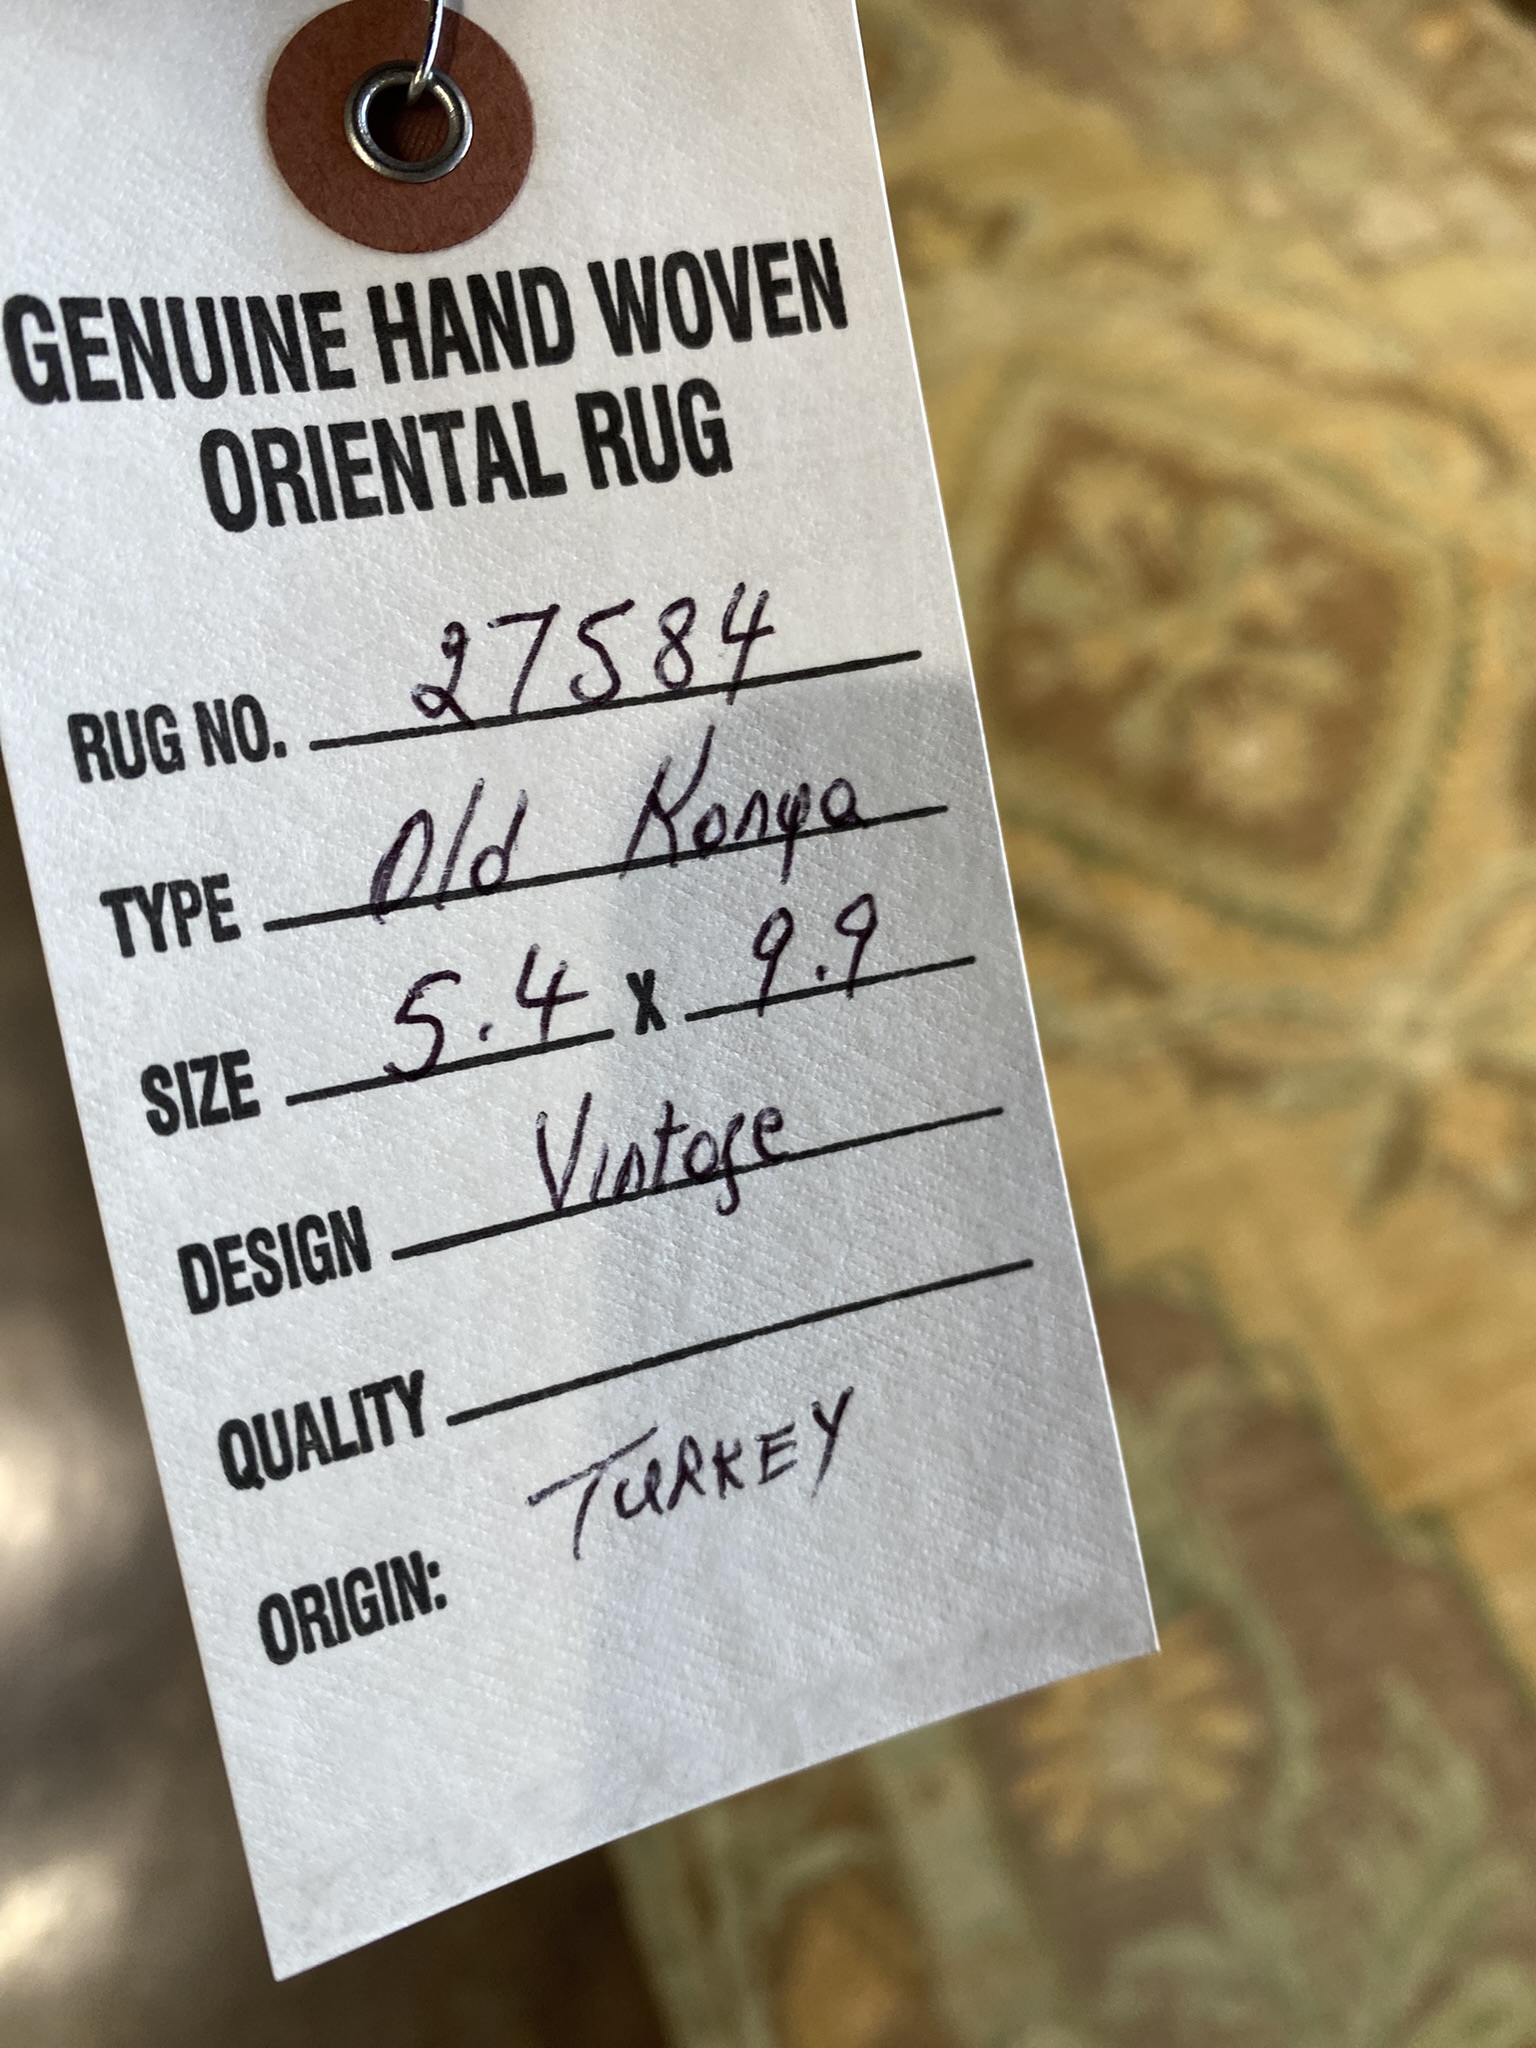 GENUINE HAND WOVEN
ORIENTAL RUG
RUG NO. 27584
TYPE Old Konya
SIZE 5.4 X 9.9
DESIGN Vintage
QUALITY
ORIGIN: TURKEY